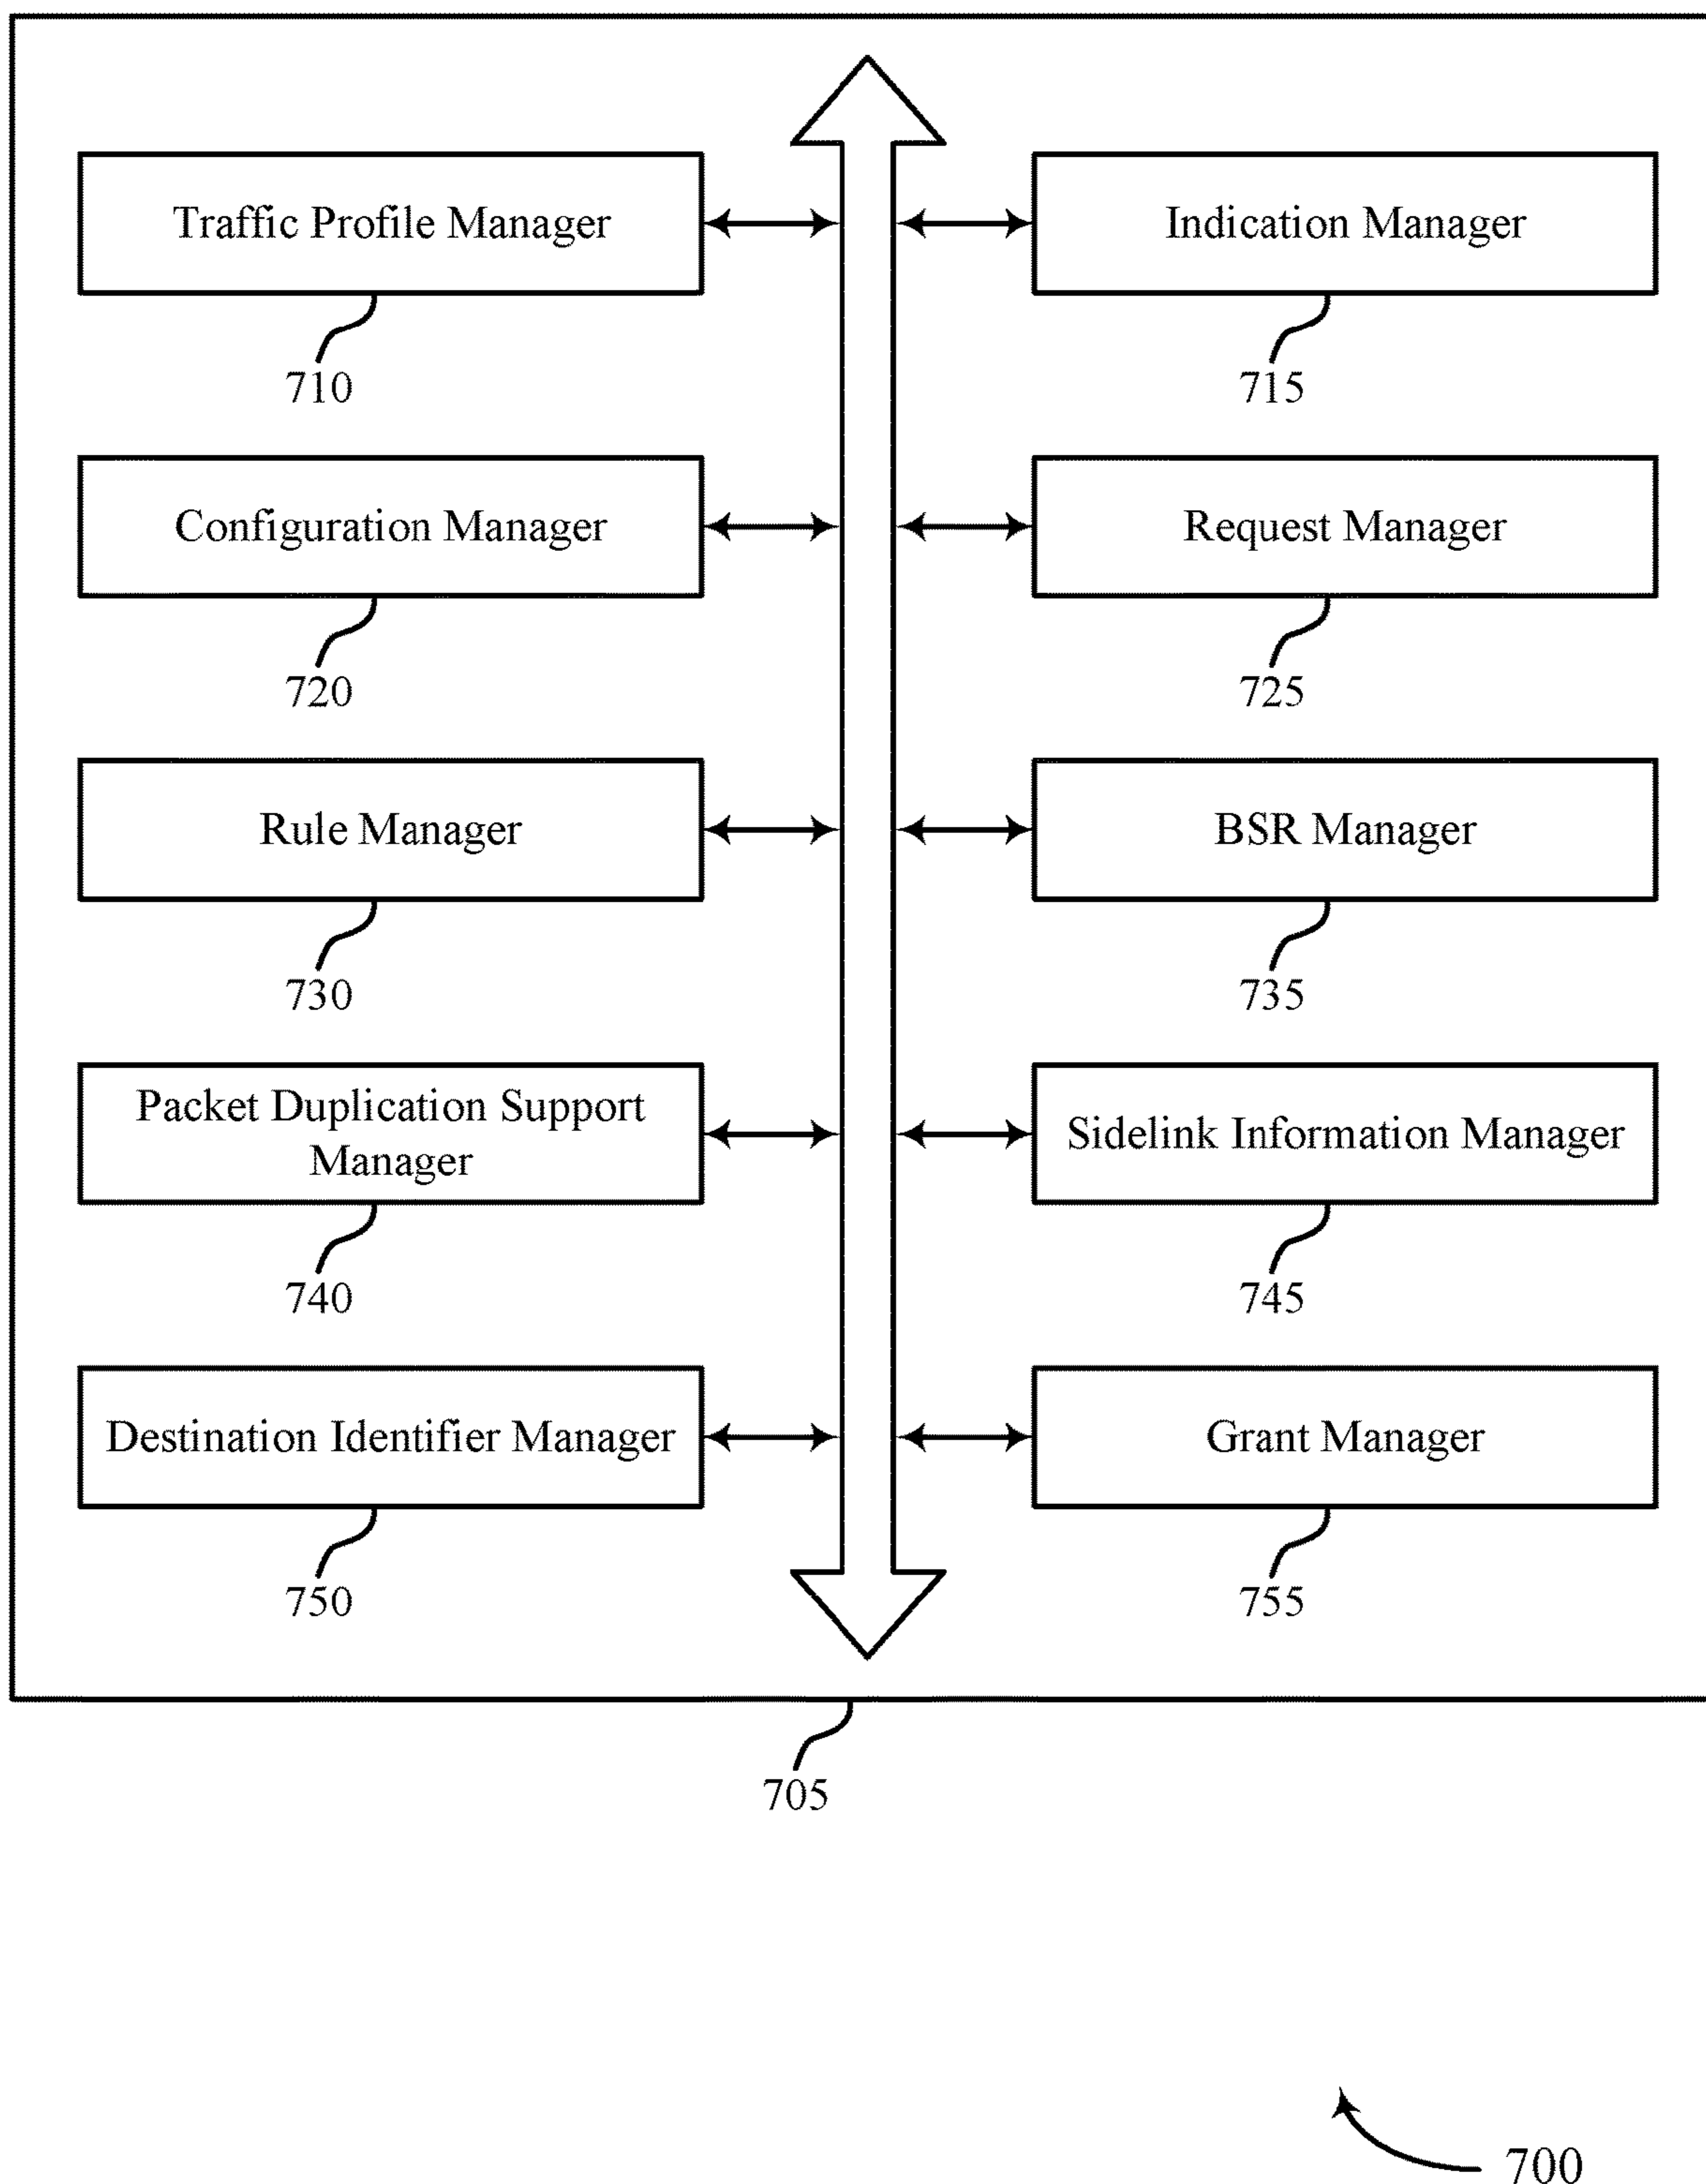 Traffic Profile Manager
Indication Manager
710
715
Configuration Manager
Request Manager
720
725
Rule Manager
BSR Manager
730
735
Packet Duplication Support
Manager
Sidelink Information Manager
740
745
Destination Identifier Manager
Grant Manager
750
755
705
700